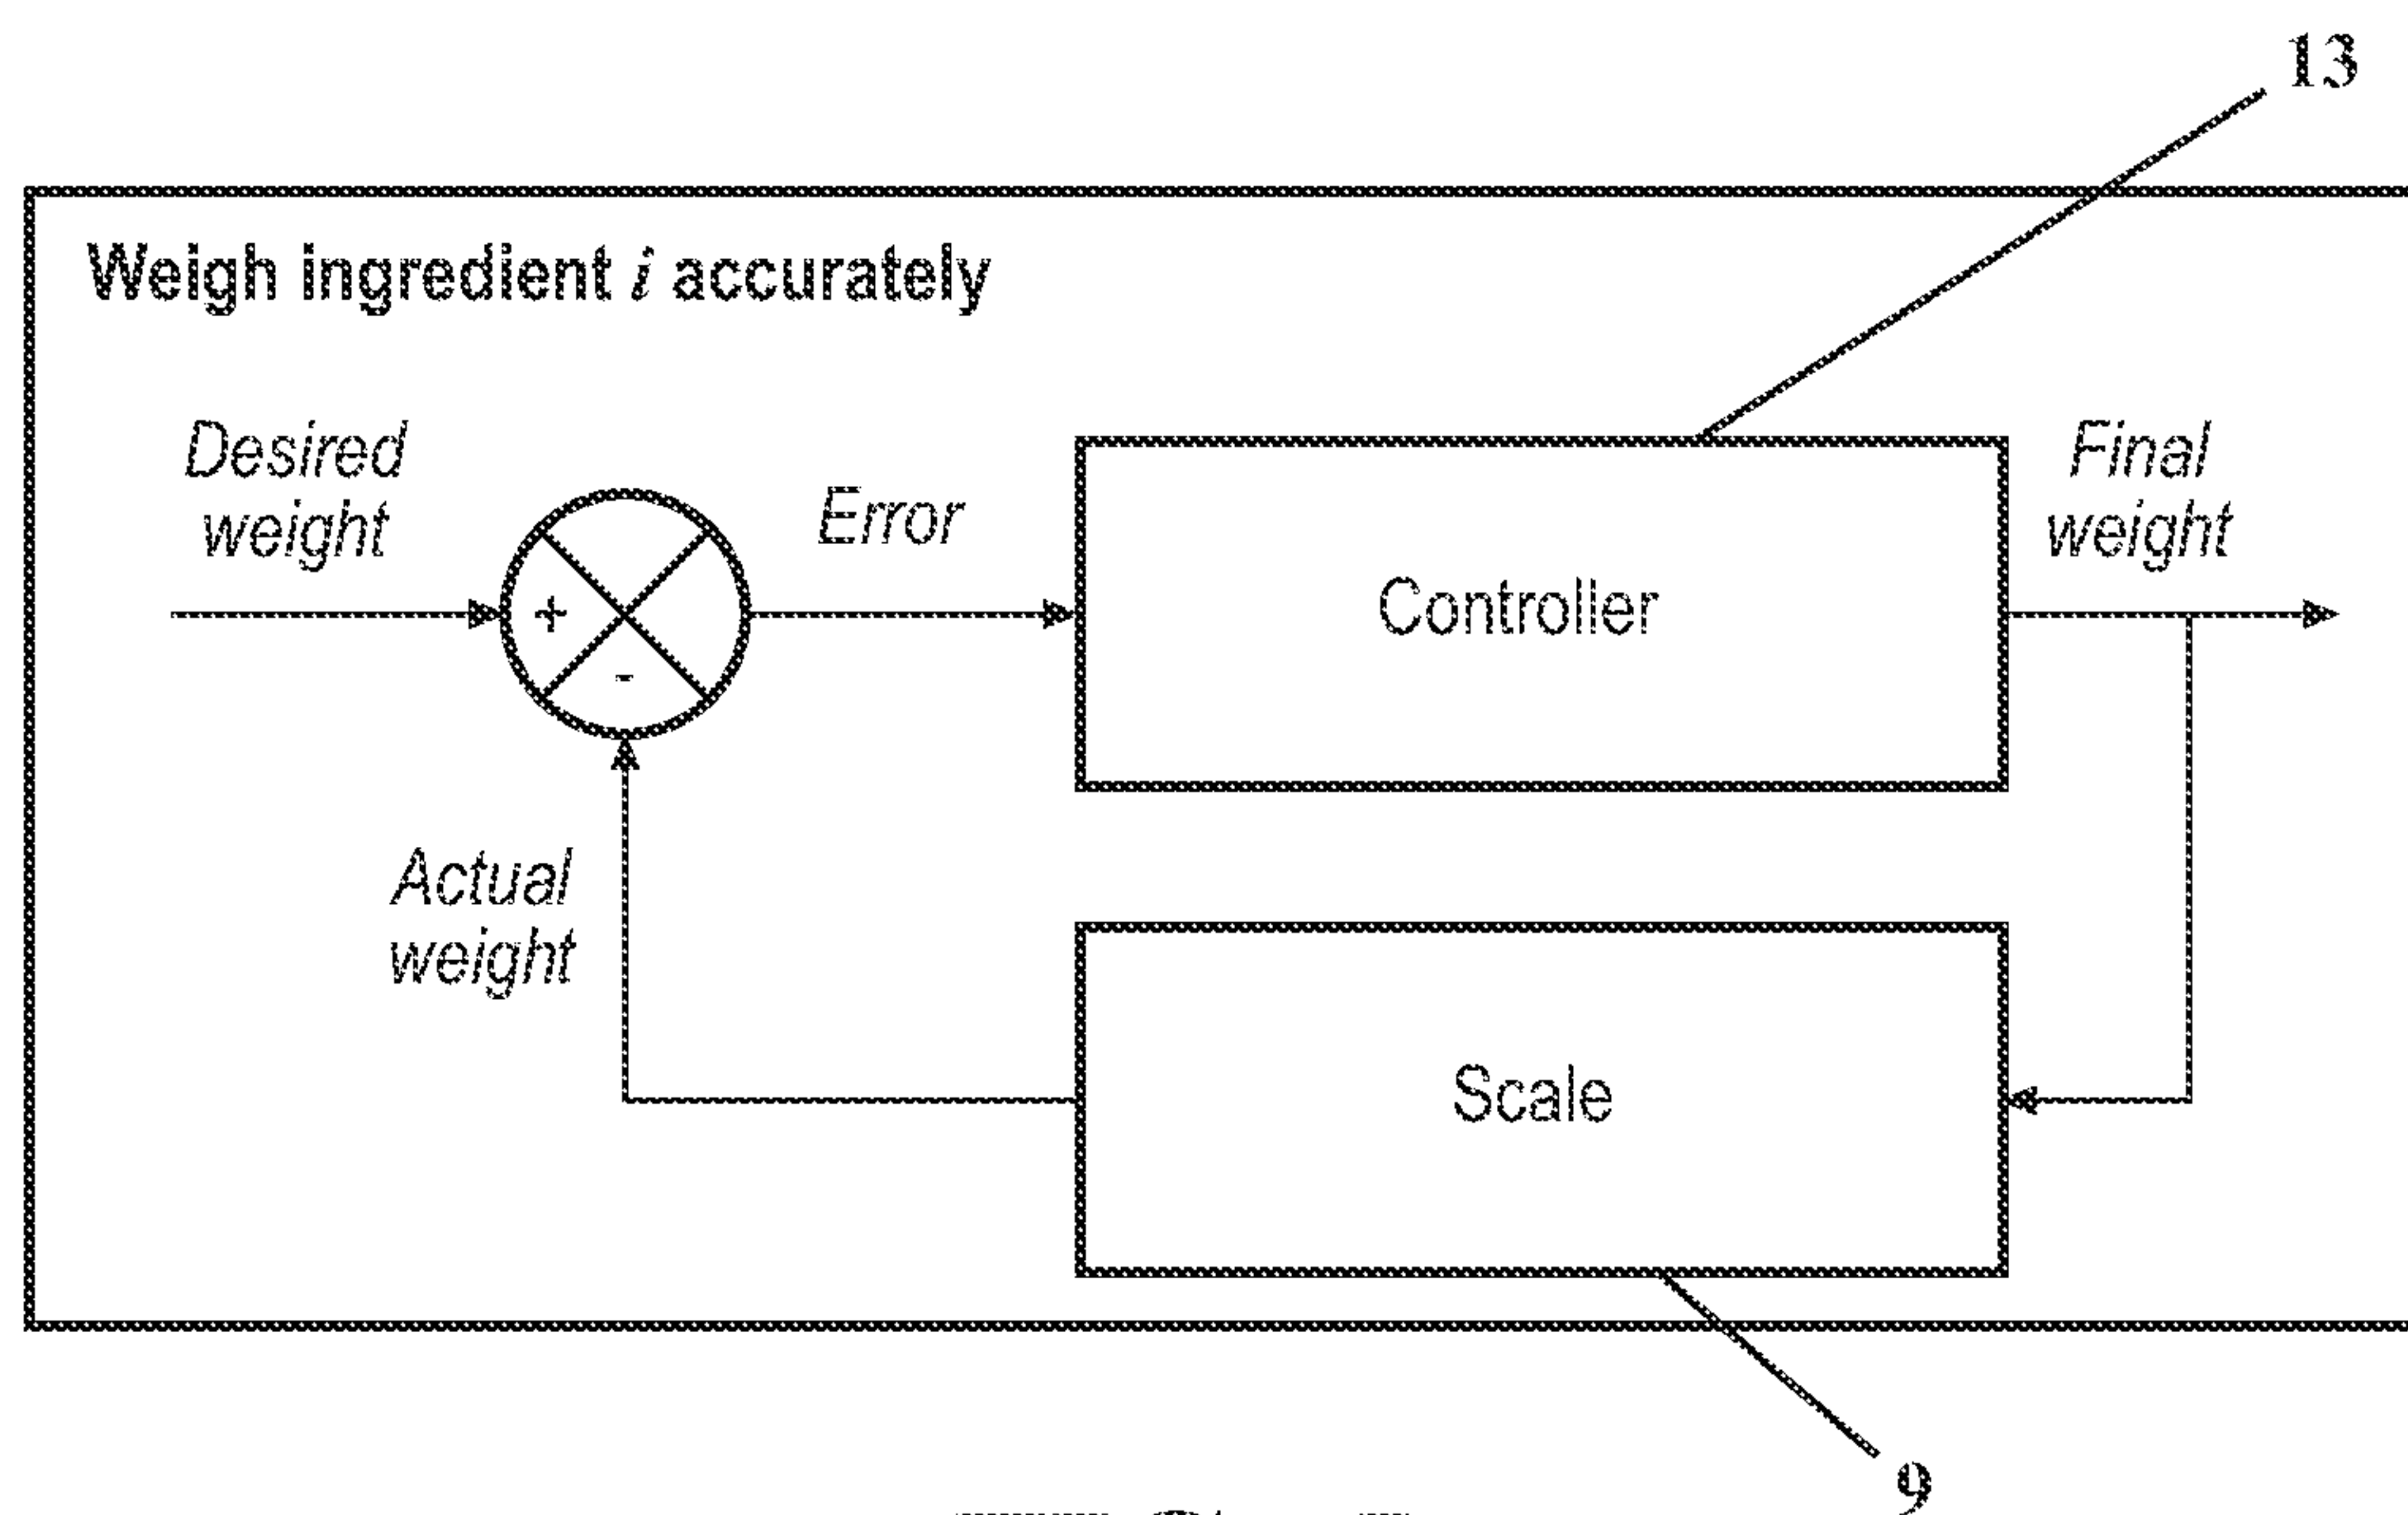 13
Weigh ingredient i accurately
Desired
weight
Error
Controller
Final
weight
+
-
Actual
weight
Scale
9